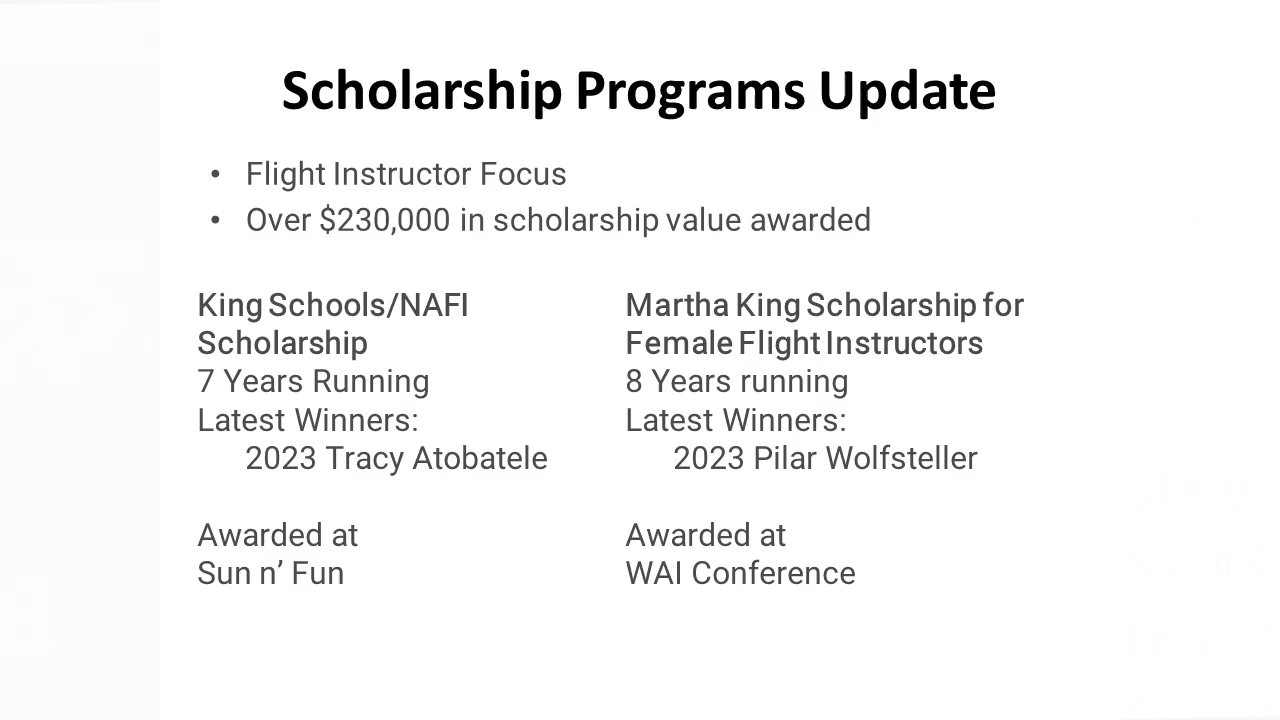 Scholarship Programs Update
• Flight Instructor Focus
• Over $230,000 in scholarship value awarded
King Schools/NAFI
Scholarship
7 Years Running
Latest Winners:
2023 Tracy Atobatele
Awarded at
Sun n’ Fun
Martha King Scholarship for
Female Flight Instructors
8 Years running
Latest Winners:
2023 Pilar Wolfsteller
Awarded at
WAI Conference